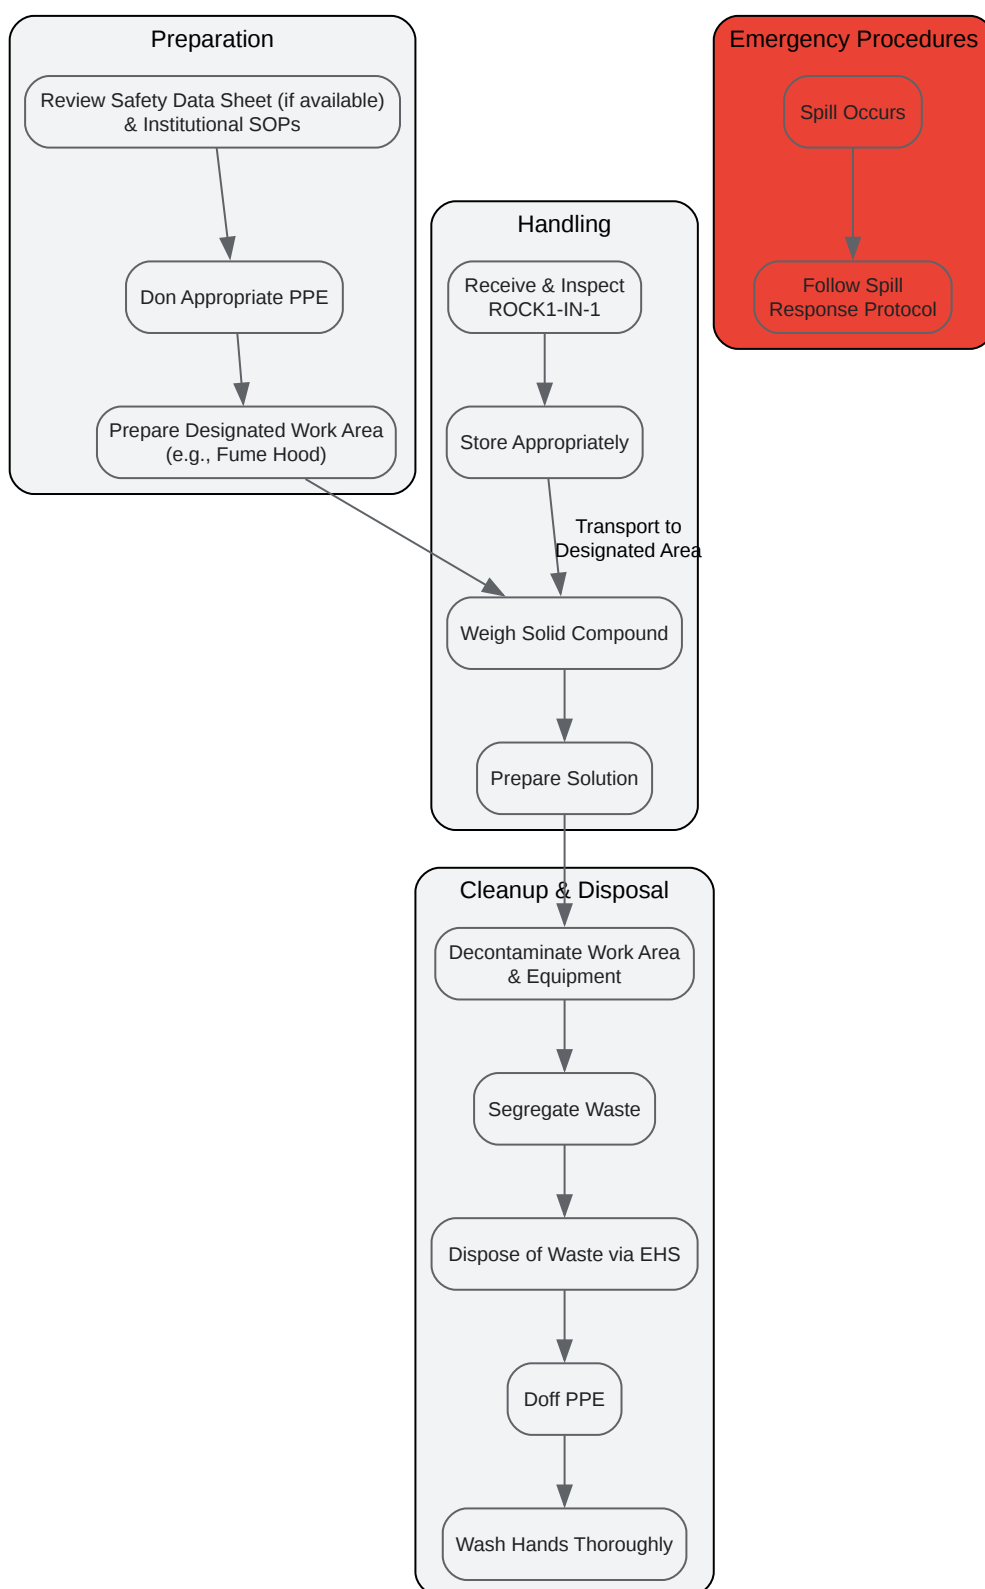 Preparation
Review Safety Data Sheet (if available)
& Institutional SOPs
Don Appropriate PPE
Prepare Designated Work Area
(e.g., Fume Hood)
Handling
Receive & Inspect
ROCK1-IN-1
Store Appropriately
Transport to
Designated Area
Weigh Solid Compound
Prepare Solution
Cleanup & Disposal
Decontaminate Work Area
& Equipment
Segregate Waste
Dispose of Waste via EHS
Doff PPE
Wash Hands Thoroughly
Emergency Procedures
Spill Occurs
Follow Spill
Response Protocol